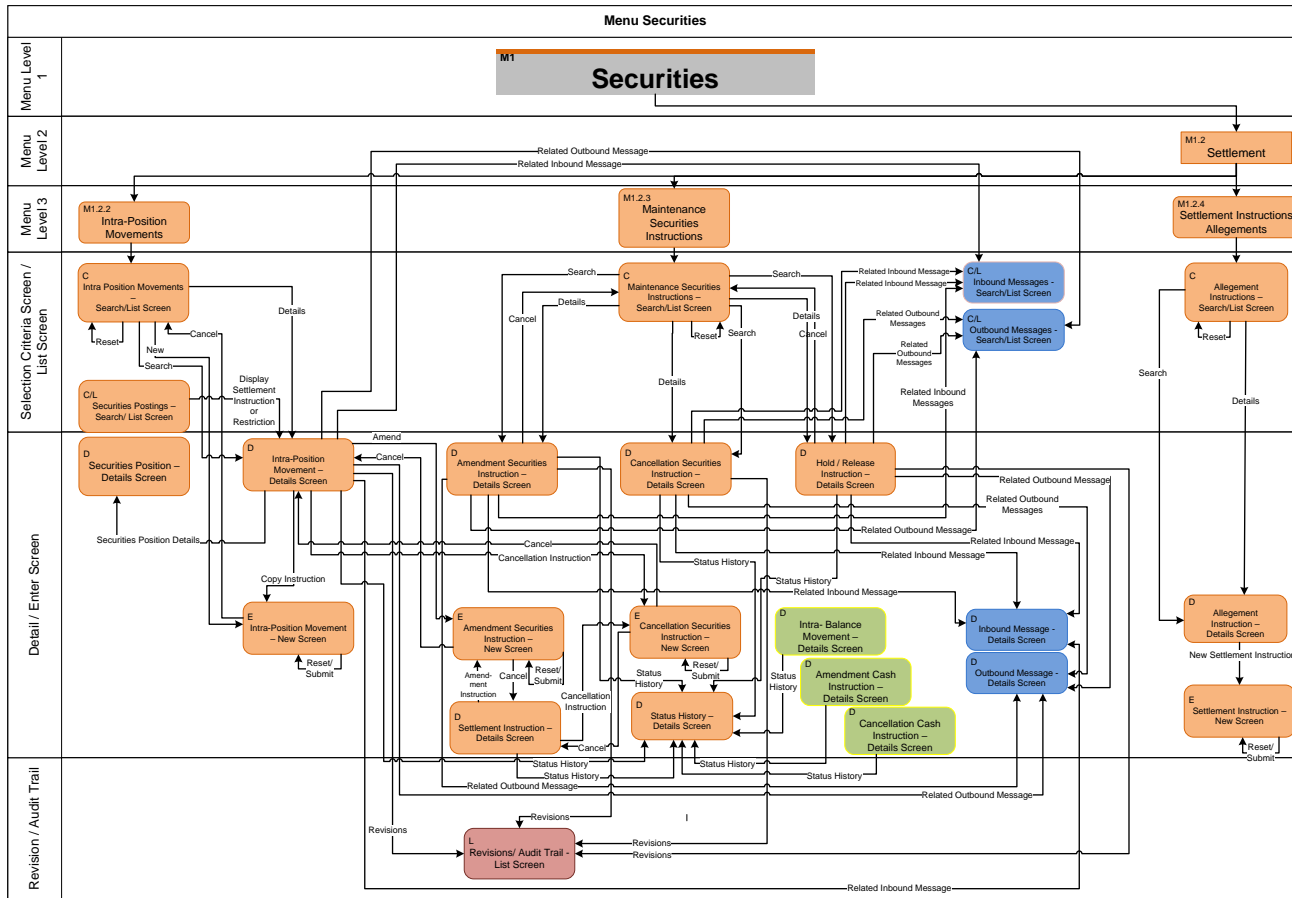 Menu Securities
Menu Level
1
M1
Securities
Menu
Level 2
Related Outbound Message
Related Inbound Message
M1.2
Settlement
Menu
Level 3
M1.2.2
Intra-Position
Movements
M1.2.3
Maintenance
Securities
Instructions
M1.2.4
Settlement Instructions
Allegements
Selection Criteria Screen /
List Screen
C
Intra Position Movements
–
Search/List Screen
Details
Reset
New
Search
Cancel
C/L
Securities Postings –
Search/ List Screen
Display
Settlement
Instruction
or
Restriction
Search
Details
Cancel
C
Maintenance Securities
Instructions –
Search/List Screen
Reset
Search
Details
Search
Details
Cancel
Related Inbound Message
Related Inbound Message
Related Outbound
Messages
Related
Outbound
Messages
Related Inbound
Messages
C/L
Inbound Messages -
Search/List Screen
C/L
Outbound Messages -
Search/List Screen
C
Allegement
Instructions –
Search/List Screen
Reset
Search
Details
Detail / Enter Screen
D
Securities Position –
Details Screen
D
Intra-Position
Movement –
Details Screen
Amend
Cancel
D
Amendment Securities
Instruction –
Details Screen
D
Cancellation Securities
Instruction –
Details Screen
D
Hold / Release
Instruction –
Details Screen
Related Outbound
Messages
Securities Position Details
Related Outbound Message
Related Inbound Message
Cancel
Cancellation Instruction
Related Inbound Message
Status History
Status History
Copy Instruction
Related Inbound Message
E
Intra-Position Movement
– New Screen
Reset/
Submit
E
Amendment Securities
Instruction –
New Screen
Reset/
Submit
Amend-
ment
Instruction
Cancel
Cancellation
Instruction
E
Cancellation Securities
Instruction –
New Screen
Reset/
Submit
Status
History
D
Intra- Balance
Movement –
Details Screen
Status
History
D
Amendment Cash
Instruction –
Details Screen
D
Cancellation Cash
Instruction –
Details Screen
D
Inbound Message -
Details Screen
D
Outbound Message -
Details Screen
D
Allegement
Instruction –
Details Screen
New Settlement Instruction
E
Settlement Instruction –
New Screen
Reset/
Submit
D
Settlement Instruction –
Details Screen
Cancel
D
Status History –
Details Screen
Status History
Status History
Status History
Status History
Revision / Audit Trail
Related Outbound Message
Related Outbound Message
Revisions
Revisions
I
L
Revisions/ Audit Trail -
List Screen
Revisions
Revisions
Related Inbound Message